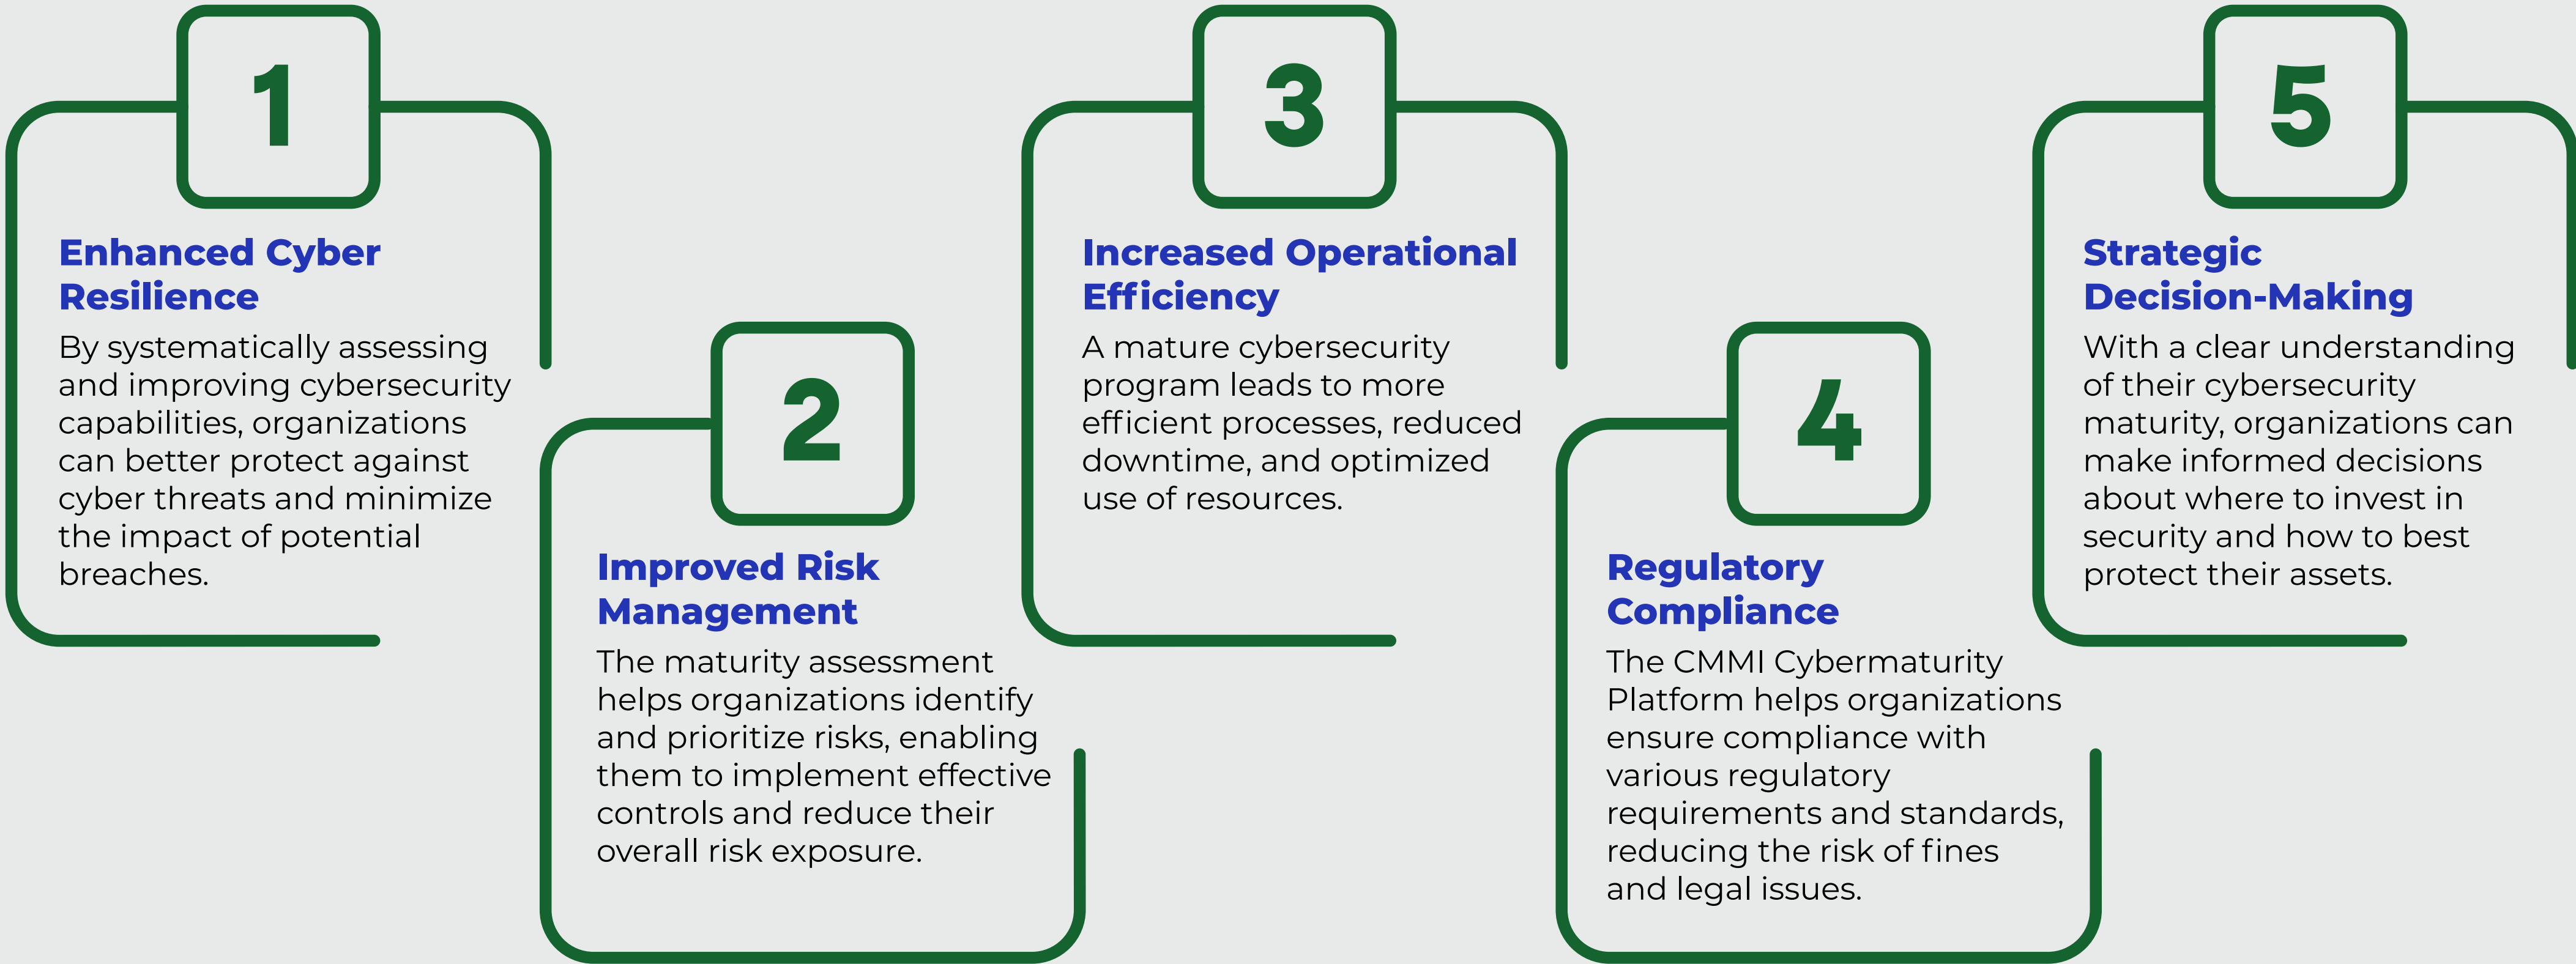 1
Enhanced Cyber
Resilience
By systematically assessing
and improving cybersecurity
capabilities, organizations
can better protect against
cyber threats and minimize
the impact of potential
breaches.
2
Improved Risk
Management
The maturity assessment
helps organizations identify
and prioritize risks, enabling
them to implement effective
controls and reduce their
overall risk exposure.
3
Increased Operational
Efficiency
A mature cybersecurity
program leads to more
efficient processes, reduced
downtime, and optimized
use of resources.
4
Regulatory
Compliance
The CMMI Cybermaturity
Platform helps organizations
ensure compliance with
various regulatory
requirements and standards,
reducing the risk of fines
and legal issues.
5
Strategic
Decision-Making
With a clear understanding
of their cybersecurity
maturity, organizations can
make informed decisions
about where to invest in
security and how to best
protect their assets.